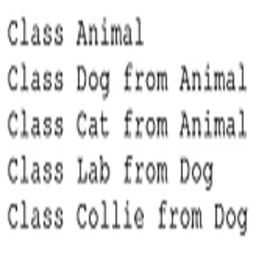 Class Animal
Class Dog from Animal
Class Cat from Animal
Class Lab from Dog
Class Collie from Dog